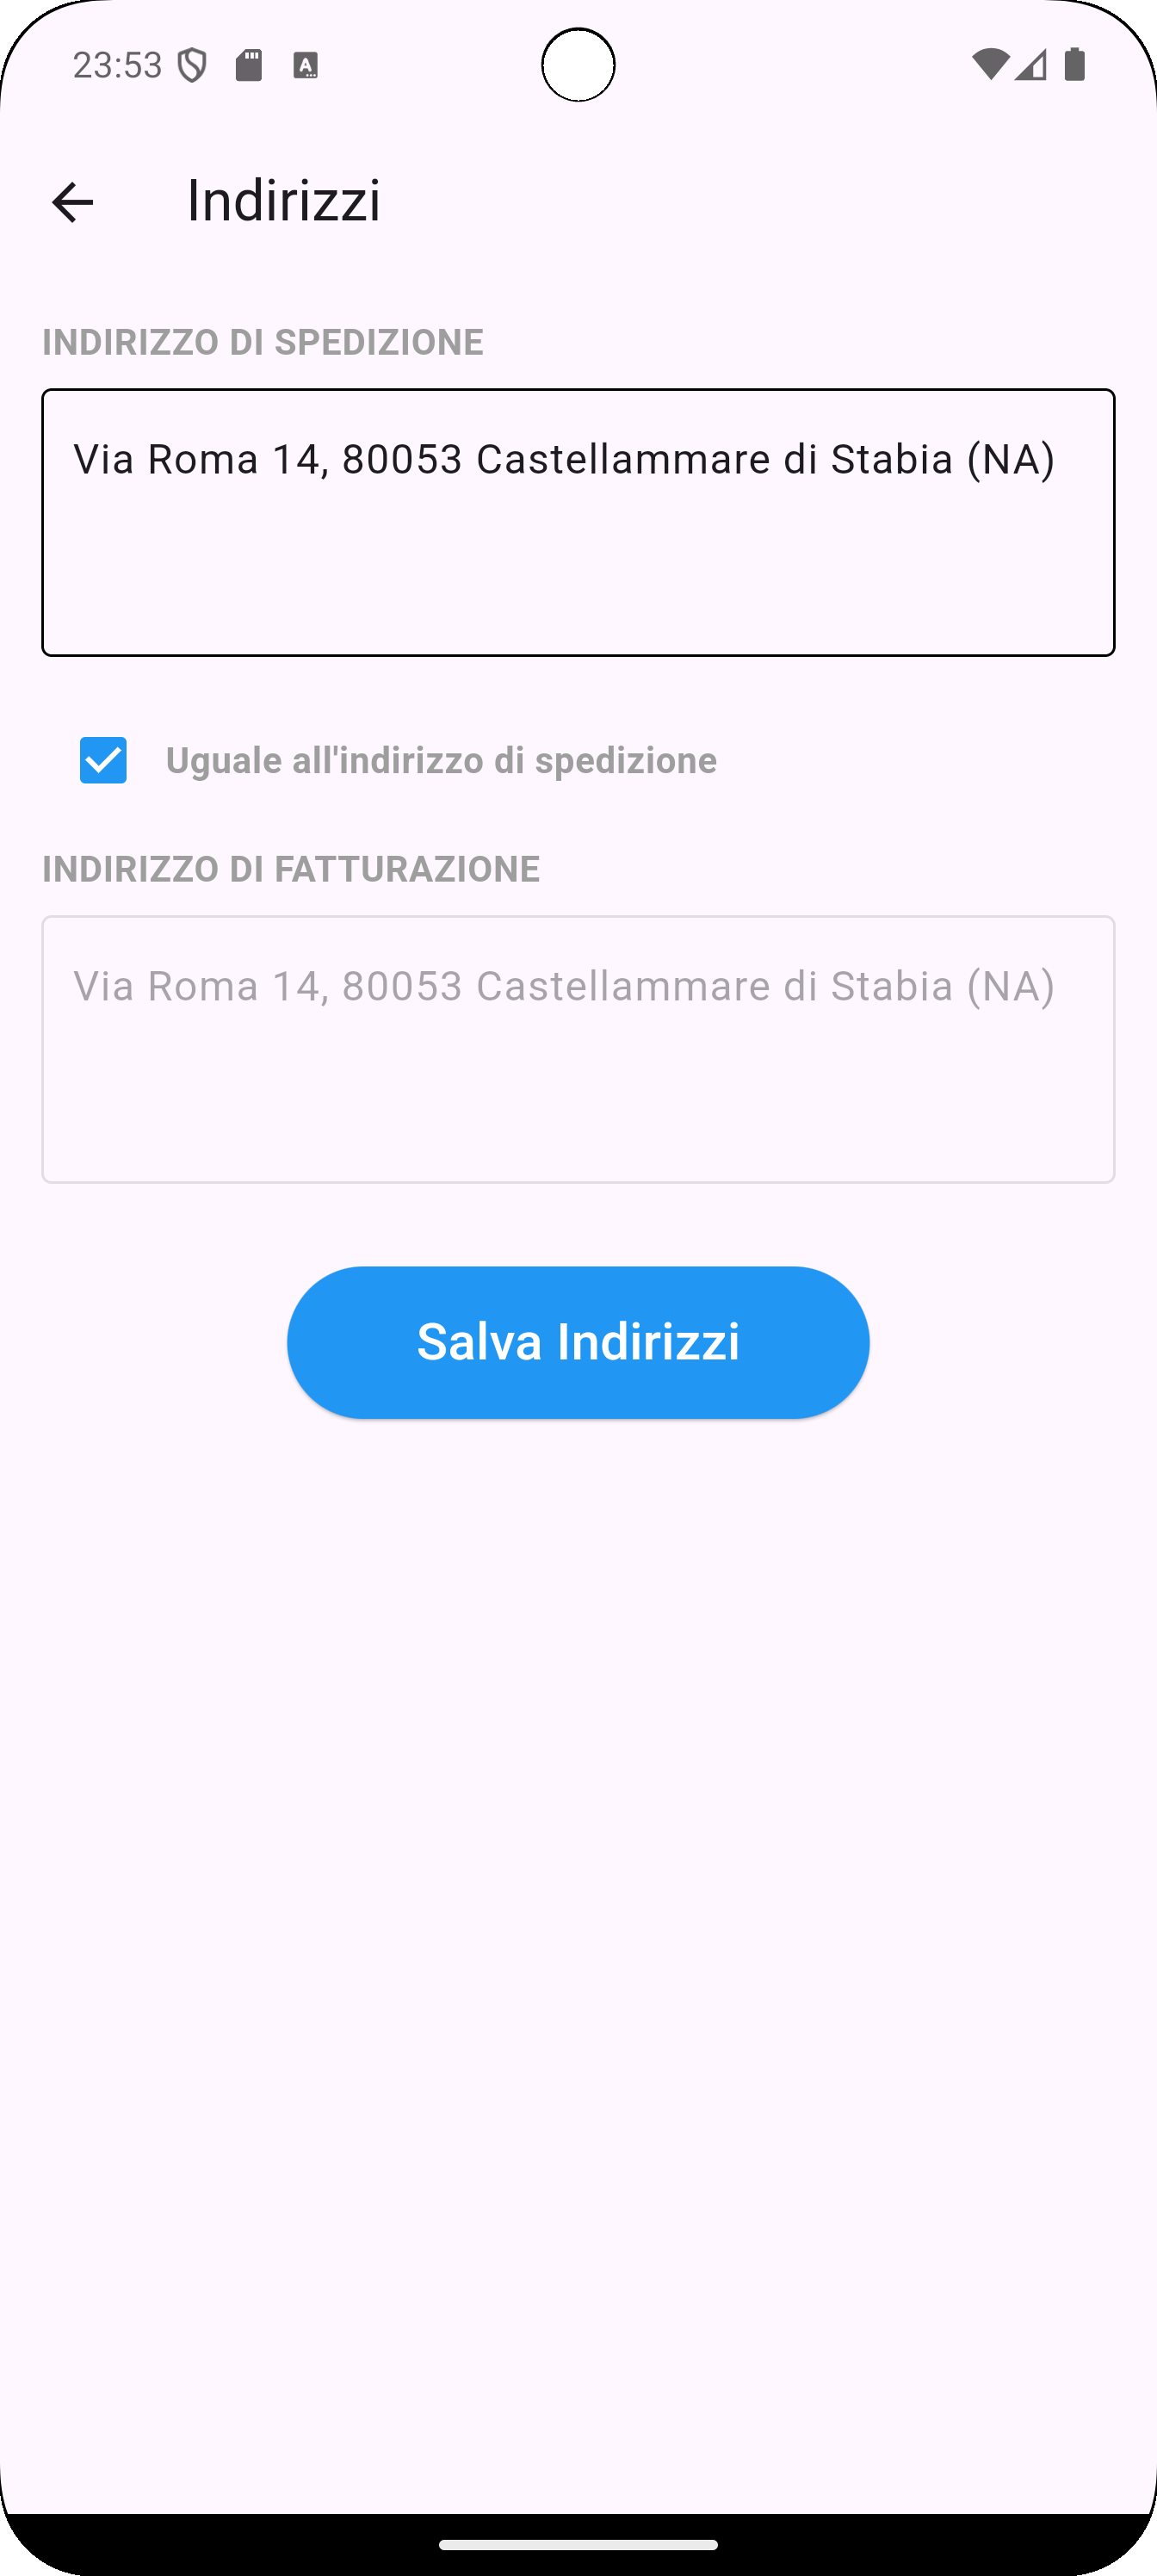 23:53
Indirizzi
INDIRIZZO DI SPEDIZIONE
Via Roma 14, 80053 Castellammare di Stabia (NA)
Uguale all'indirizzo di spedizione
INDIRIZZO DI FATTURAZIONE
Via Roma 14, 80053 Castellammare di Stabia (NA)
Salva Indirizzi